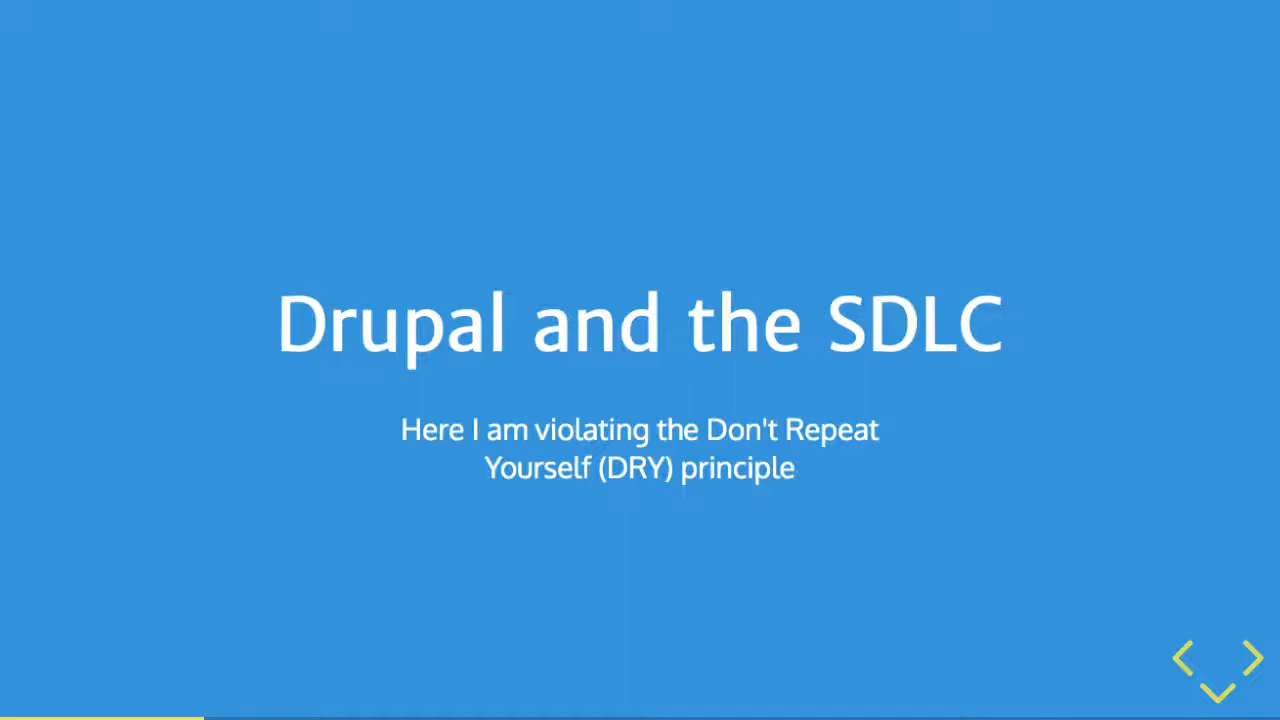 Drupal and the SDLC
Here I am violating the Don't Repeat
Yourself (DRY) principle